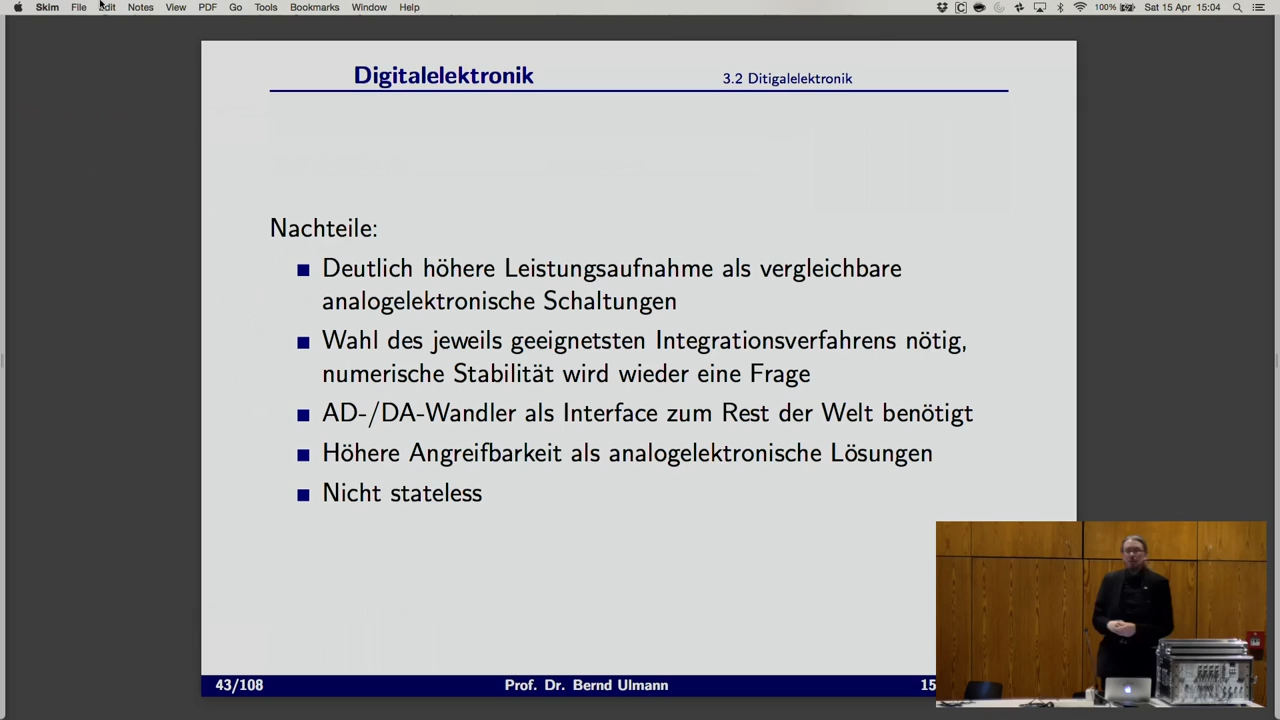 Skim File Edit Notes View PDF Go Tools Bookmarks Window Help 100% Sat 15 Apr 15:04
Digitalelektronik 3.2 Ditigalelektronik
Nachteile:
Deutlich höhere Leistungsaufnahme als vergleichbare
analogelektronische Schaltungen
Wahl des jeweils geeignetsten Integrationsverfahrens nötig,
numerische Stabilität wird wieder eine Frage
AD-/DA-Wandler als Interface zum Rest der Welt benötigt
Höhere Angreifbarkeit als analogelektronische Lösungen
Nicht stateless
43/108 Prof. Dr. Bernd Ulmann 15